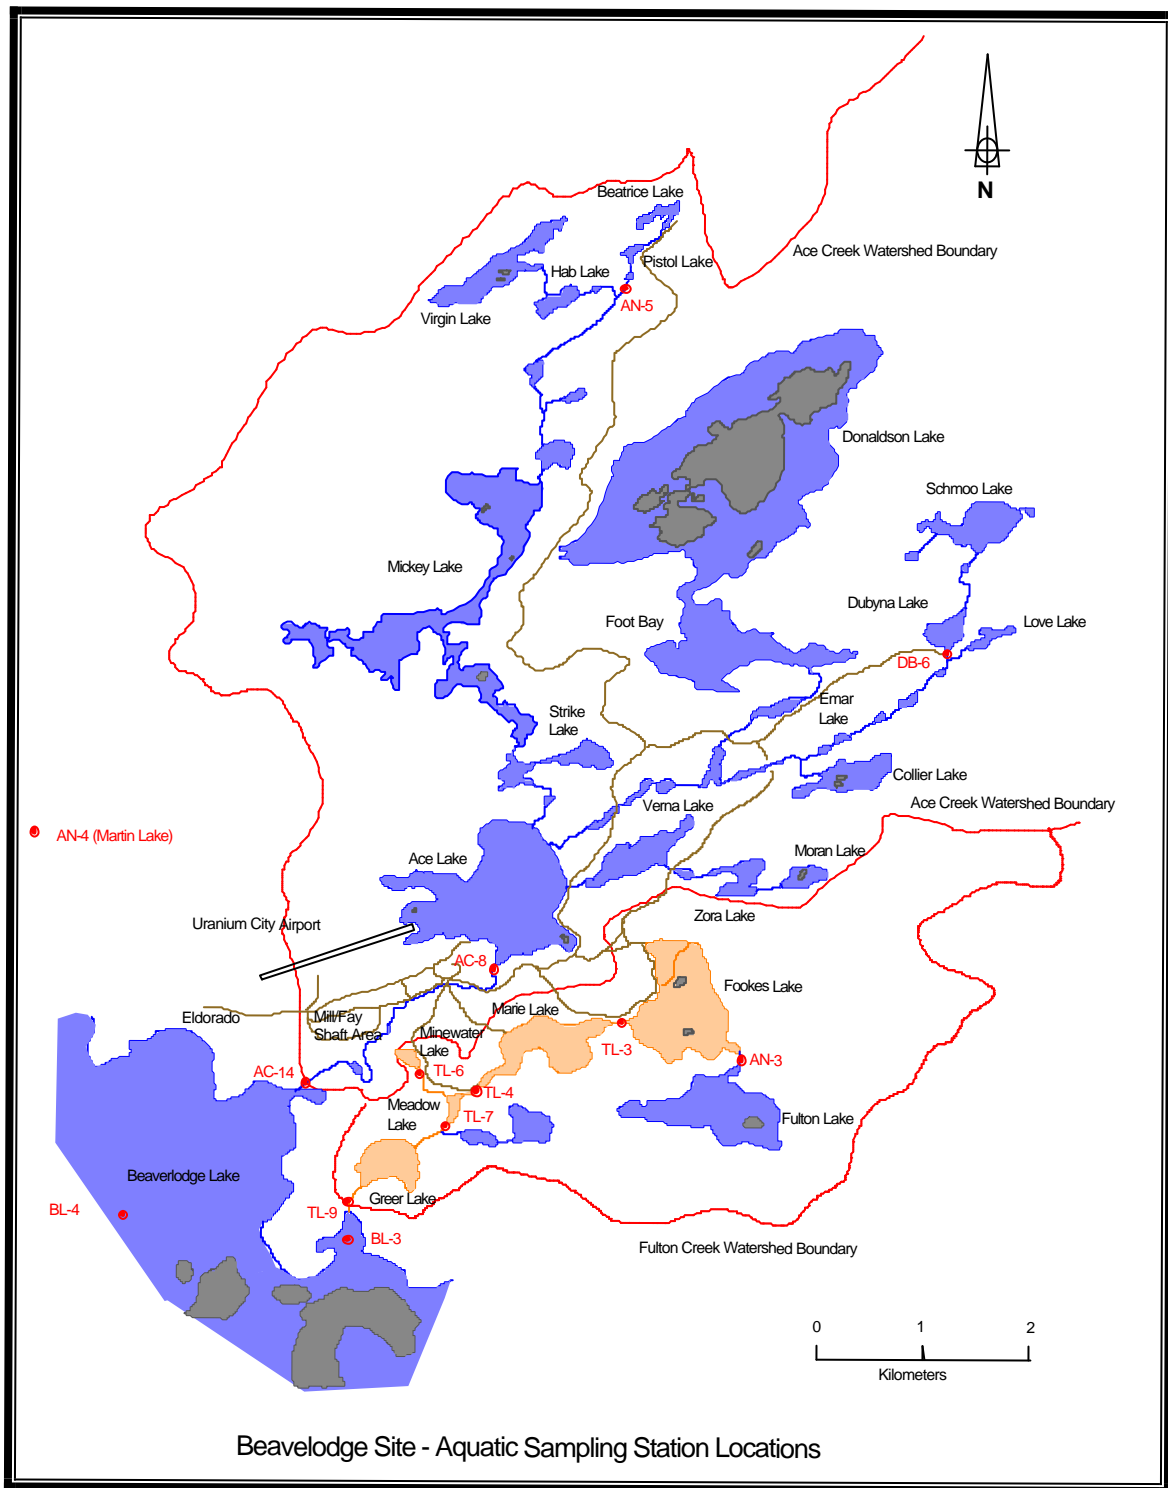 N
Beatrice Lake
Ace Creek Watershed Boundary
Pistol Lake
Hab Lake
AN-5
Virgin Lake
Donaldson Lake
Schmoo Lake
Mickey Lake
Dubyna Lake
Foot Bay
Love Lake
DB-6
Emar
Lake
Strike
Lake
Collier Lake
Verna Lake
Ace Creek Watershed Boundary
AN-4 (Martin Lake)
Moran Lake
Ace Lake
Zora Lake
Uranium City Airport
AC-8
Fookes Lake
Marie Lake
Eldorado
Mill/Fay
Shaft Area
Minewater
Lake
TL-3
AN-3
AC-14
TL-6
TL-4
Meadow
Lake
TL-7
Fulton Lake
Beaverlodge Lake
Greer Lake
BL-4
TL-9
BL-3
Fulton Creek Watershed Boundary
0 1 2
Kilometers
Beavelodge Site - Aquatic Sampling Station Locations